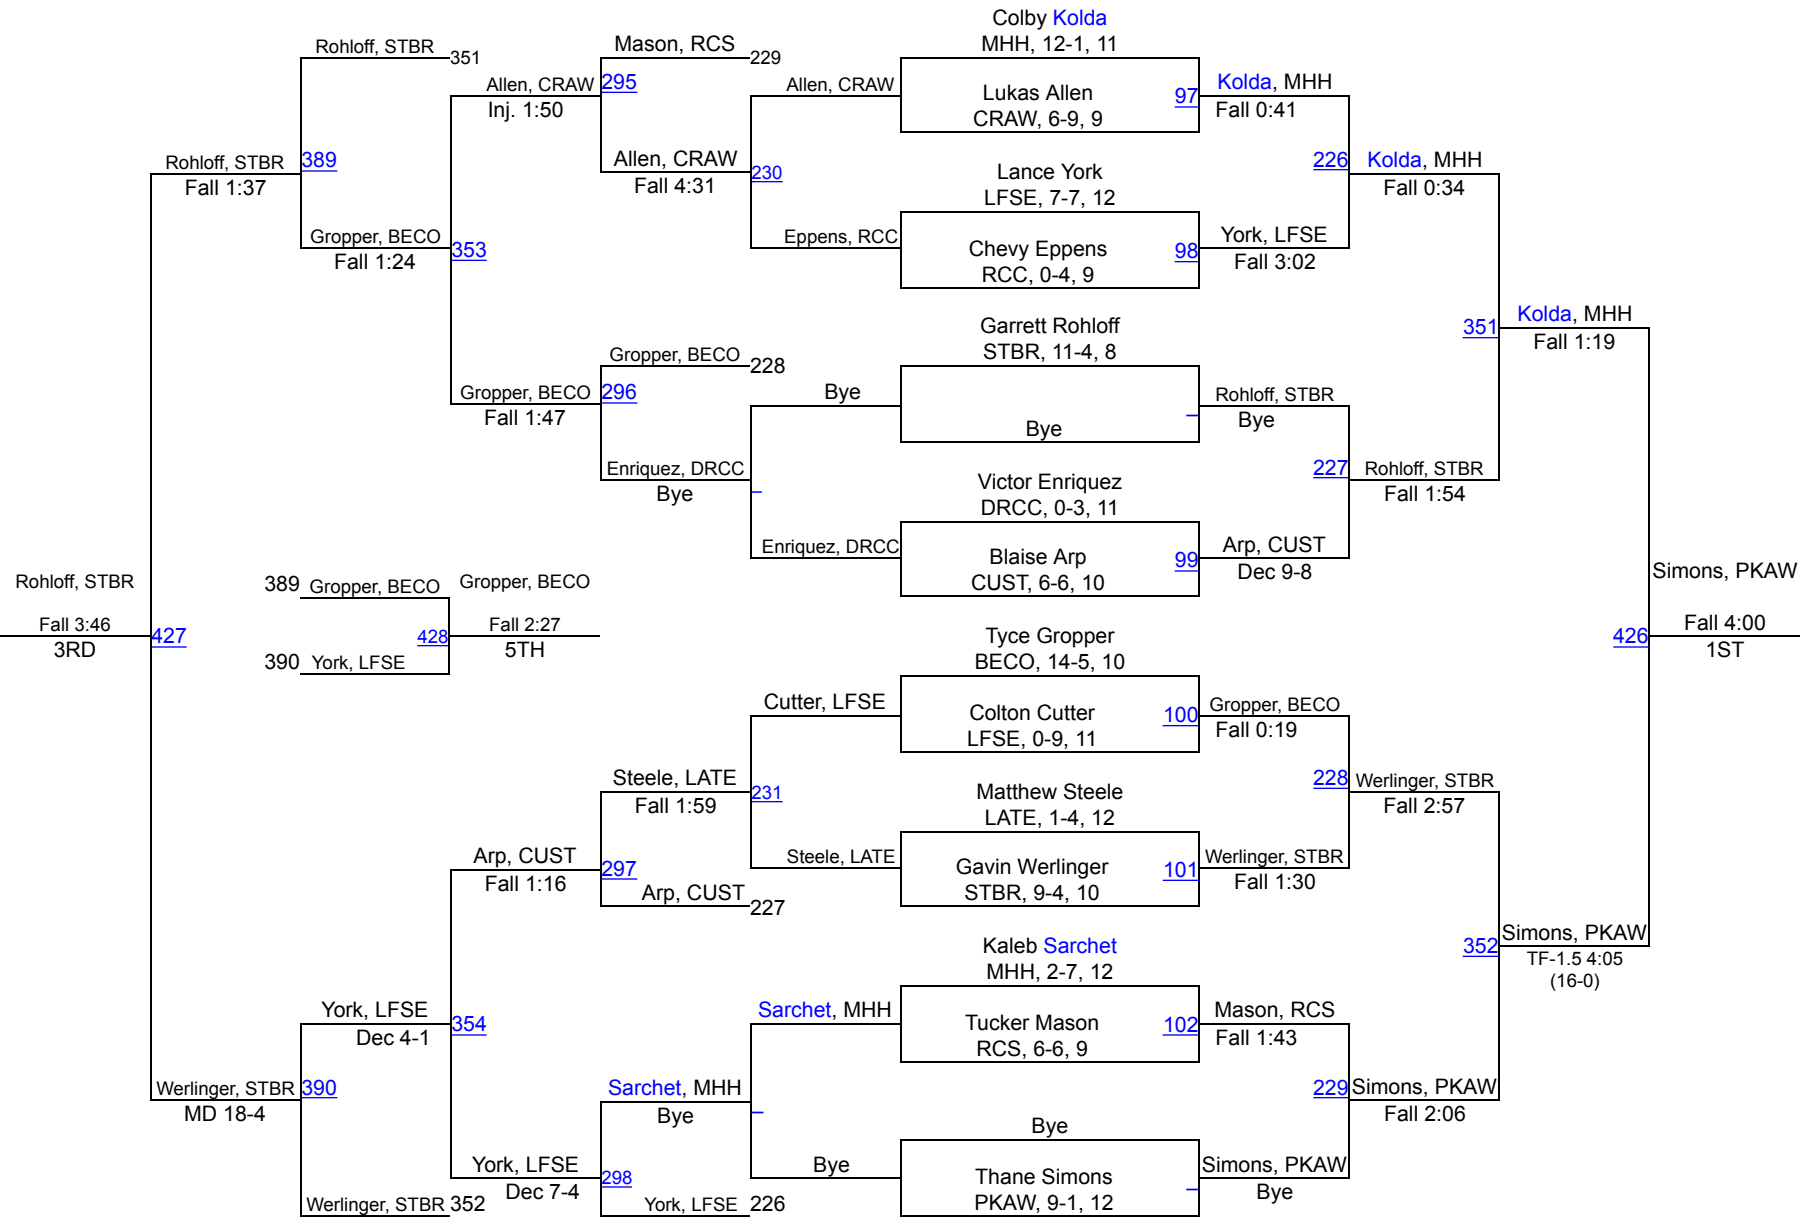 Colby Kolda
MHH, 12-1, 11
Lukas Allen
CRAW, 6-9, 9
97
Lance York
LFSE, 7-7, 12
Chevy Eppens
RCC, 0-4, 9
98
Garrett Rohloff
STBR, 11-4, 8
Bye
Victor Enriquez
DRCC, 0-3, 11
Blaise Arp
CUST, 6-6, 10
99
Tyce Gropper
BECO, 14-5, 10
Colton Cutter
LFSE, 0-9, 11
100
Matthew Steele
LATE, 1-4, 12
Gavin Werlinger
STBR, 9-4, 10
101
Kaleb Sarchet
MHH, 2-7, 12
Tucker Mason
RCS, 6-6, 9
102
Bye
Thane Simons
PKAW, 9-1, 12
Kolda, MHH
Fall 0:41
226
York, LFSE
Fall 3:02
Rohloff, STBR
Bye
227
Arp, CUST
Dec 9-8
Gropper, BECO
Fall 0:19
228
Werlinger, STBR
Fall 1:30
Mason, RCS
Fall 1:43
229
Simons, PKAW
Bye
Kolda, MHH
Fall 0:34
351
Rohloff, STBR
Fall 1:54
Werlinger, STBR
Fall 2:57
352
Simons, PKAW
Fall 2:06
Kolda, MHH
Fall 1:19
426
Simons, PKAW
TF-1.5 4:05
(16-0)
Simons, PKAW
Fall 4:00
1ST
Allen, CRAW
230
Eppens, RCC
Bye
Enriquez, DRCC
Cutter, LFSE
231
Steele, LATE
Sarchet, MHH
Bye
Mason, RCS
229
295
Allen, CRAW
Fall 4:31
Gropper, BECO
228
296
Enriquez, DRCC
Bye
Steele, LATE
Fall 1:59
297
Arp, CUST
227
Sarchet, MHH
Bye
298
York, LFSE
226
Allen, CRAW
Inj. 1:50
353
Gropper, BECO
Fall 1:47
Arp, CUST
Fall 1:16
354
York, LFSE
Dec 7-4
Rohloff, STBR
351
389
Gropper, BECO
Fall 1:24
York, LFSE
Dec 4-1
390
Werlinger, STBR
352
Rohloff, STBR
Fall 1:37
427
Werlinger, STBR
MD 18-4
Rohloff, STBR
Fall 3:46
3RD
389
Gropper, BECO
428
390
York, LFSE
Gropper, BECO
Fall 2:27
5TH